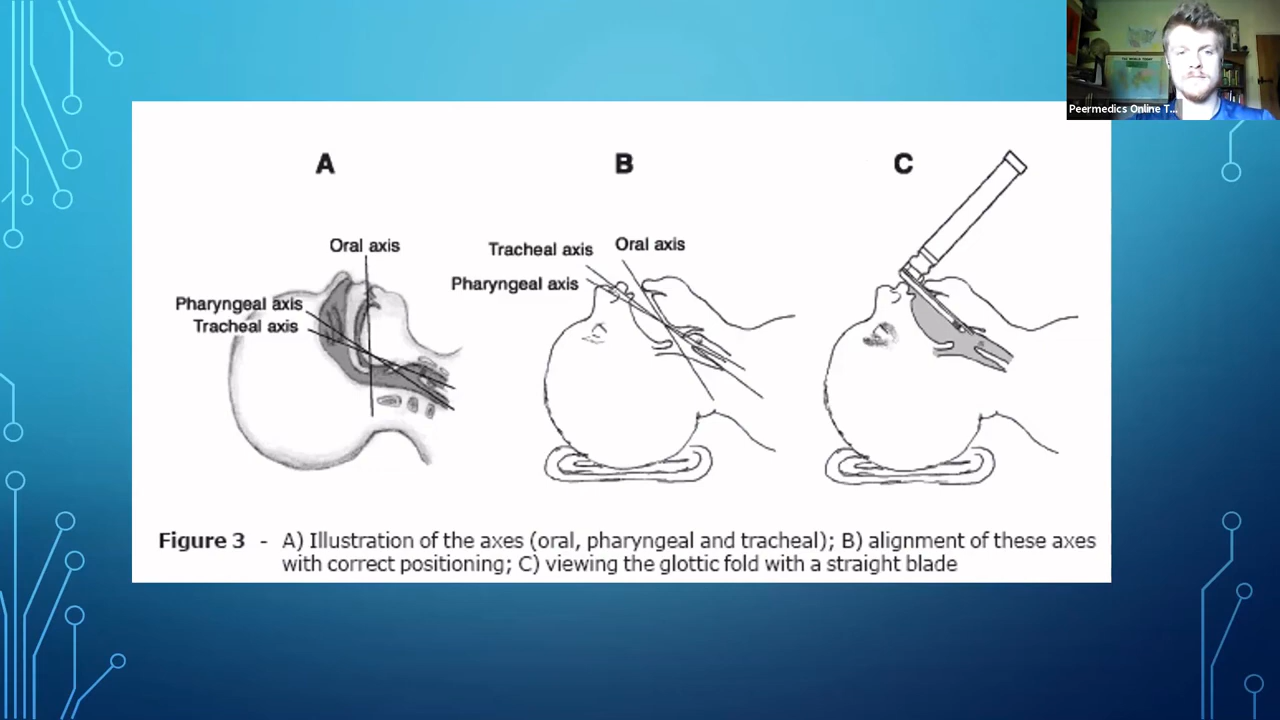 Peermedics Online T...
A
B
C
Oral axis
Pharyngeal axis
Tracheal axis
Tracheal axis
Oral axis
Pharyngeal axis
Figure 3 - A) Illustration of the axes (oral, pharyngeal and tracheal); B) alignment of these axes
with correct positioning; C) viewing the glottic fold with a straight blade